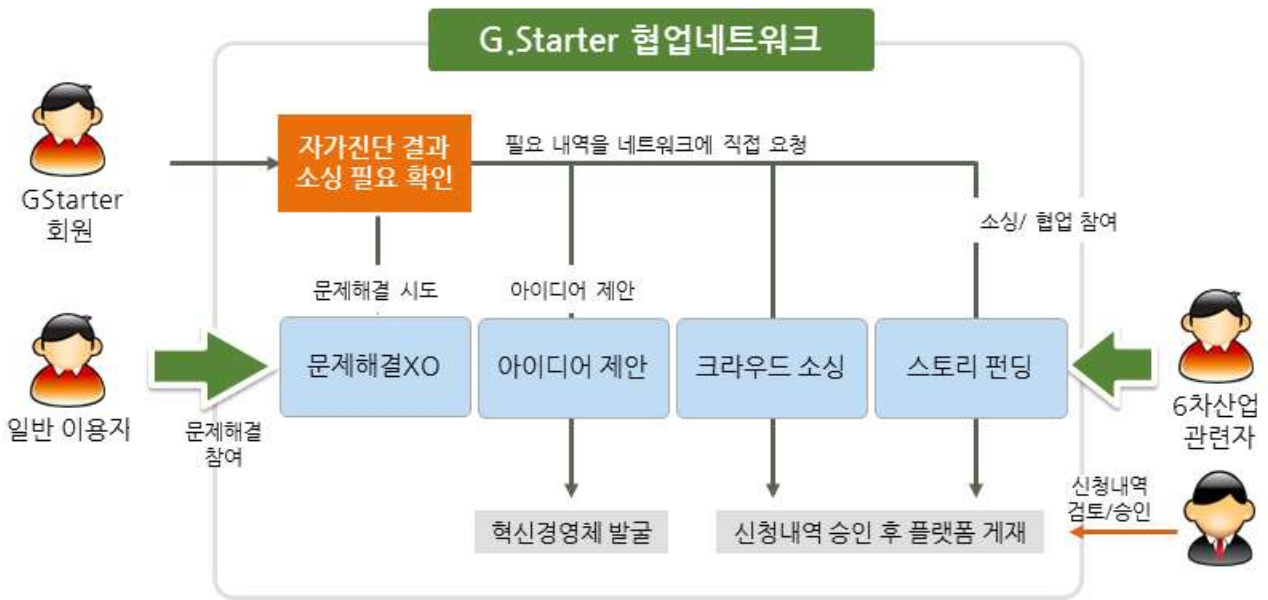 G.Starter 협업네트워크
자가진단 결과
소싱 필요 확인
필요 내역을 네트워크에 직접 요청
GStarter
회원
소싱/ 협업 참여
문제해결 시도
아이디어 제안
문제해결XO
아이디어 제안
크라우드 소싱
스토리 펀딩
일반 이용자
문제해결
참여
6차산업
관련자
신청내역
검토/승인
혁신경영체 발굴
신청내역 승인 후 플랫폼 게재